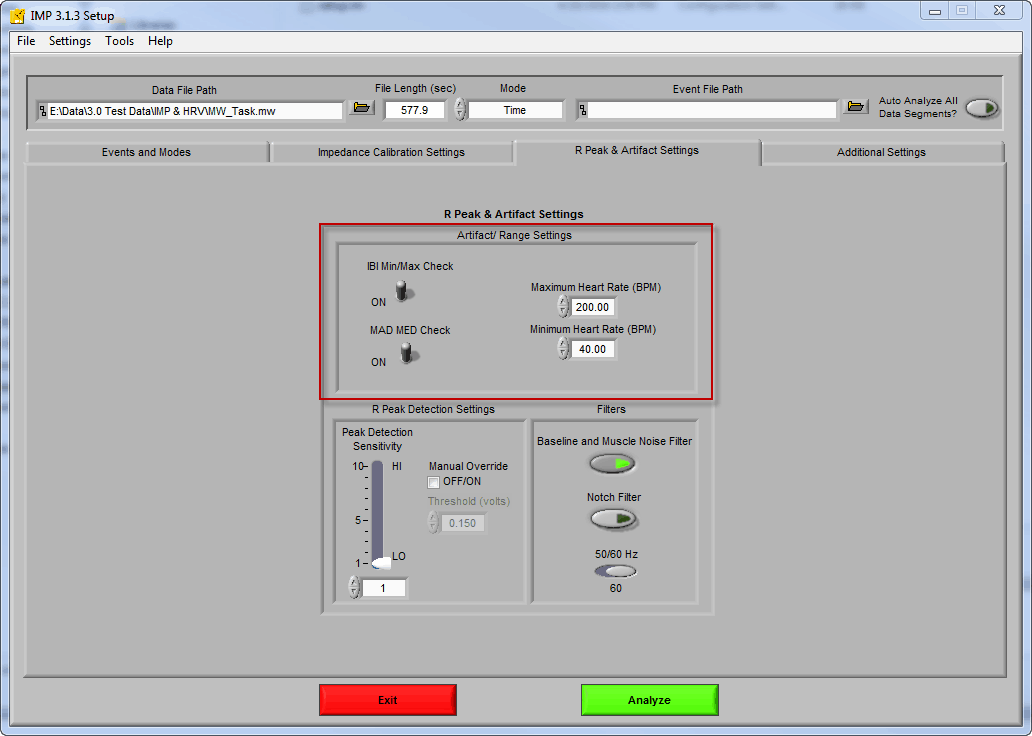 IMP 3.1.3 Setup
File Settings Tools Help
Data File Path
File Length (sec)
Mode
Event File Path
E:\Data\3.0 Test Data\IMP & HRV\MW_Task.mw
577.9
Time
Auto Analyze All
Data Segments?
Events and Modes
Impedance Calibration Settings
R Peak & Artifact Settings
Additional Settings
R Peak & Artifact Settings
Artifact/ Range Settings
IBI Min/Max Check
ON
Maximum Heart Rate (BPM)
200.00
MAD MED Check
ON
Minimum Heart Rate (BPM)
40.00
R Peak Detection Settings
Peak Detection
Sensitivity
10
HI
5
1
LO
1
Manual Override
OFF/ON
Threshold (volts)
0.150
Filters
Baseline and Muscle Noise Filter
Notch Filter
50/60 Hz
60
Exit
Analyze